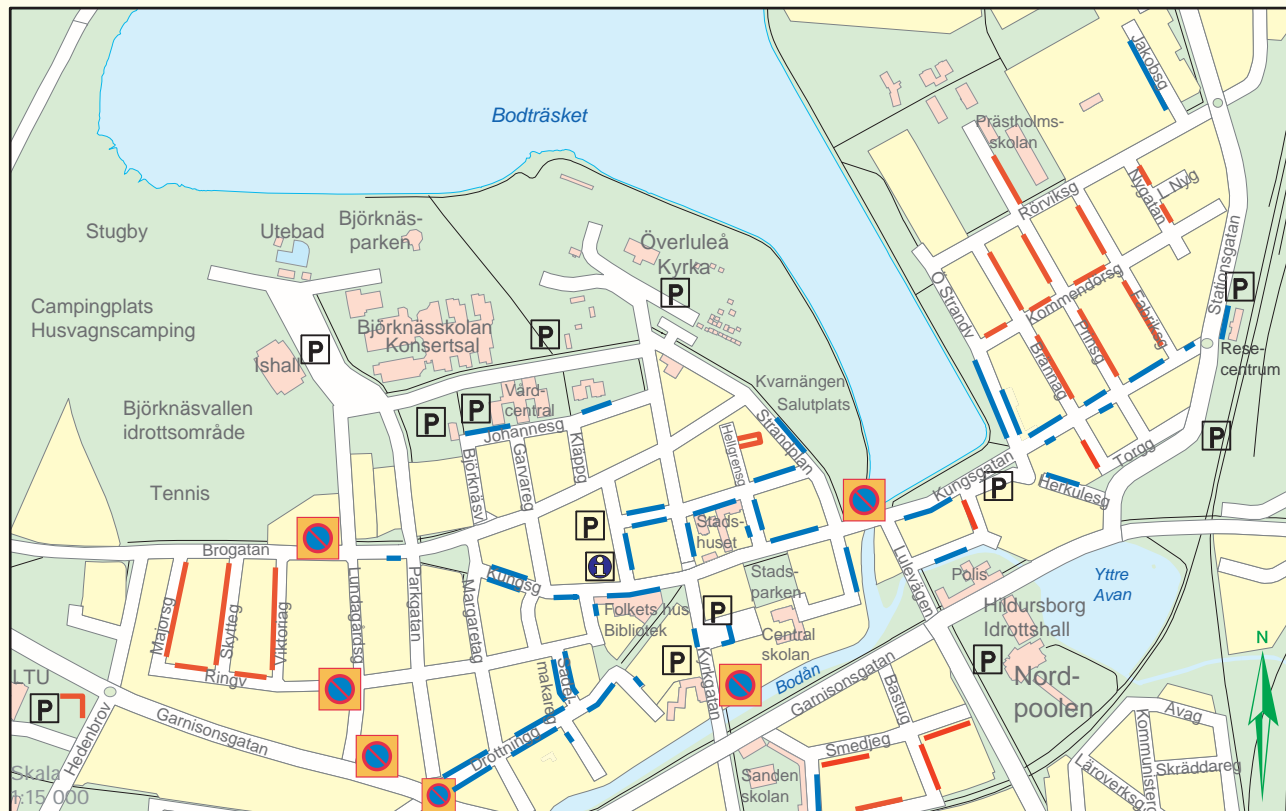 Bodträsket
Jakobsg
Prästholms-
skolan
Nygatan
Nyg
Rörviksg
Stugby
Utebad
Björknäs-
parken
Överluleå
Kyrka
P
Ö Strandv
Kommendörsg
Fabriksg
Stationsgatan
P
Campingplats
Husvagnscamping
Björknässkolan
Konsertsal
P
P
Ishall
Prinsg
Brännag
Rese-
centrum
Kvarnängen
Salutplats
Vård-
central
P
P
Björknäsvallen
idrottsområde
Johannesg
Klappg
Garvareg
Björknäsv
Hellgrensg
Strandplan
Torgg
P
Kungsgatan
P
Herkulesg
Tennis
P
Stads-
huset
Brogatan
i
Kungsg
Lulevägen
Stads-
parken
Polis
Yttre
Avan
Majorsg
Skytteg
Viktoriag
Lundagårdsg
Parkgatan
Margaretag
Folkets hus
Bibliotek
P
Hildursborg
Idrottshall
Central
skolan
N
Ringv
Sadel-
makareg
P
Kyrkgatan
Bodån
Garnisonsgatan
P
Nord-
poolen
LTU
P
Bastug
Avag
Hedenbrov
Garnisonsgatan
Drottningg
Smedjeg
Kommuniste
Skräddareg
Läroverksg
Sanden
skolan
Skala
1:15 000